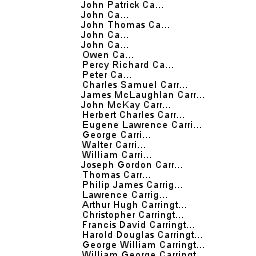 John Patrick Ca...
John Ca...
John Thomas Ca...
John Ca...
John Ca...
Owen Ca...
Percy Richard Ca...
Peter Ca...
Charles Samuel Carr...
James McLaughlan Carr...
John McKay Carr...
Herbert Charles Carr...
Eugene Lawrence Carri...
George Carri...
Walter Carri...
William Carri...
Joseph Gordon Carr...
Thomas Carr...
Philip James Carrig...
Lawrence Carrig...
Arthur Hugh Carringt...
Christopher Carringt...
Francis David Carringt...
Harold Douglas Carringt...
George William Carringt...
William George Carringt...